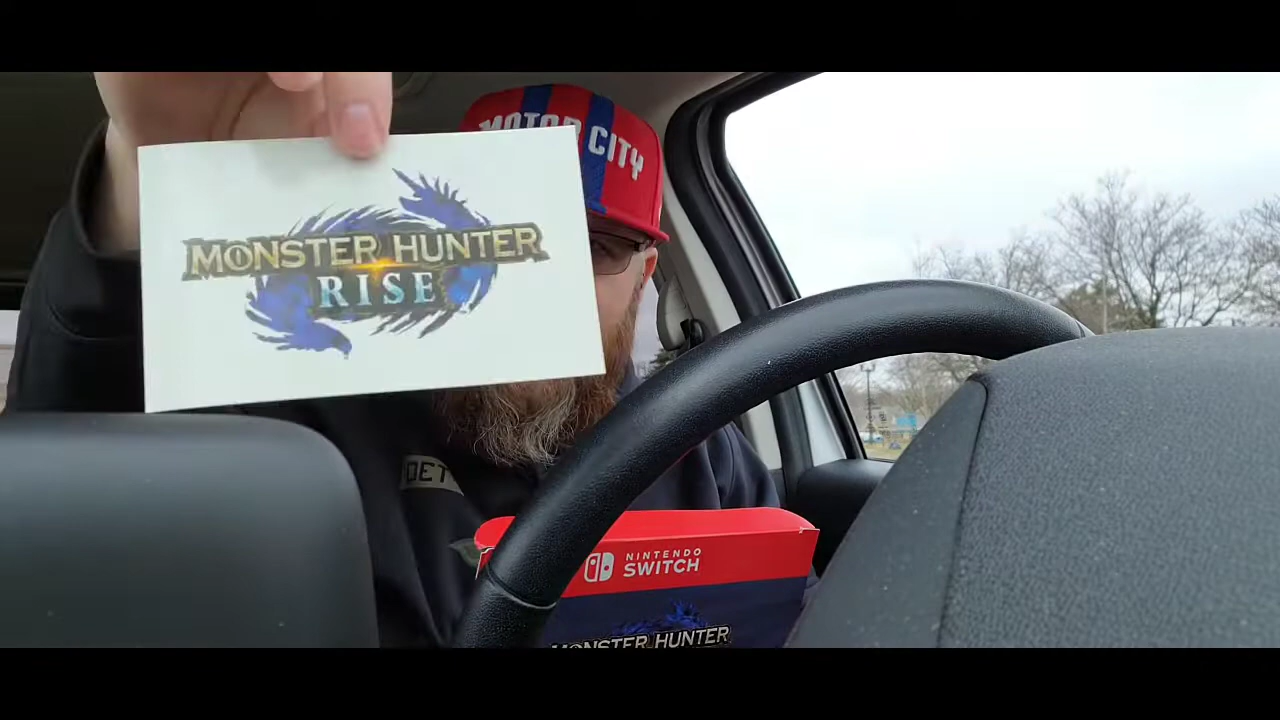 MOTOR CITY
MONSTER HUNTER
RISE
NINTENDO
SWITCH
MONSTER HUNTER